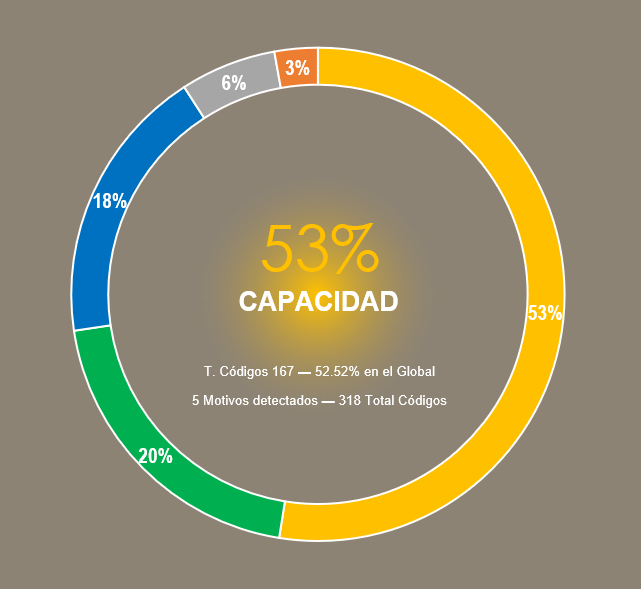 3%
6%
18%
53%
CAPACIDAD
53%
T. Códigos 167 — 52.52% en el Global
5 Motivos detectados — 318 Total Códigos
20%